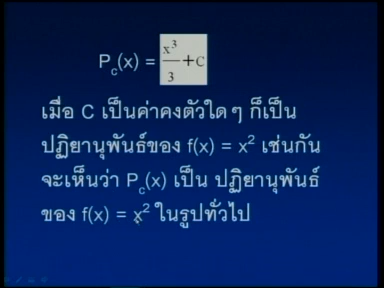 P_c(x) = x³/3 + C
เมื่อ C เป็นค่าคงตัวใด ๆ ก็เป็น
ปฏิยานุพันธ์ของ f(x) = x² เช่นกัน
จะเห็นว่า P_c(x) เป็น ปฏิยานุพันธ์
ของ f(x) = x² ในรูปทั่วไป